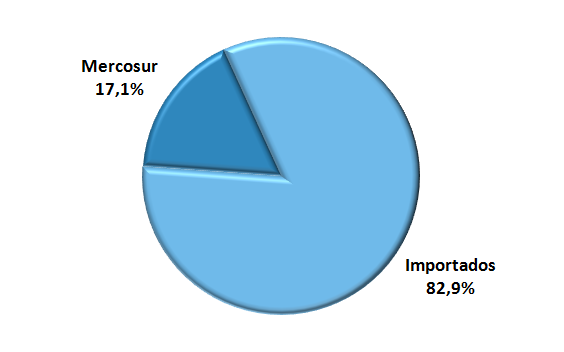 Mercosur
17,1%
Importados
82,9%